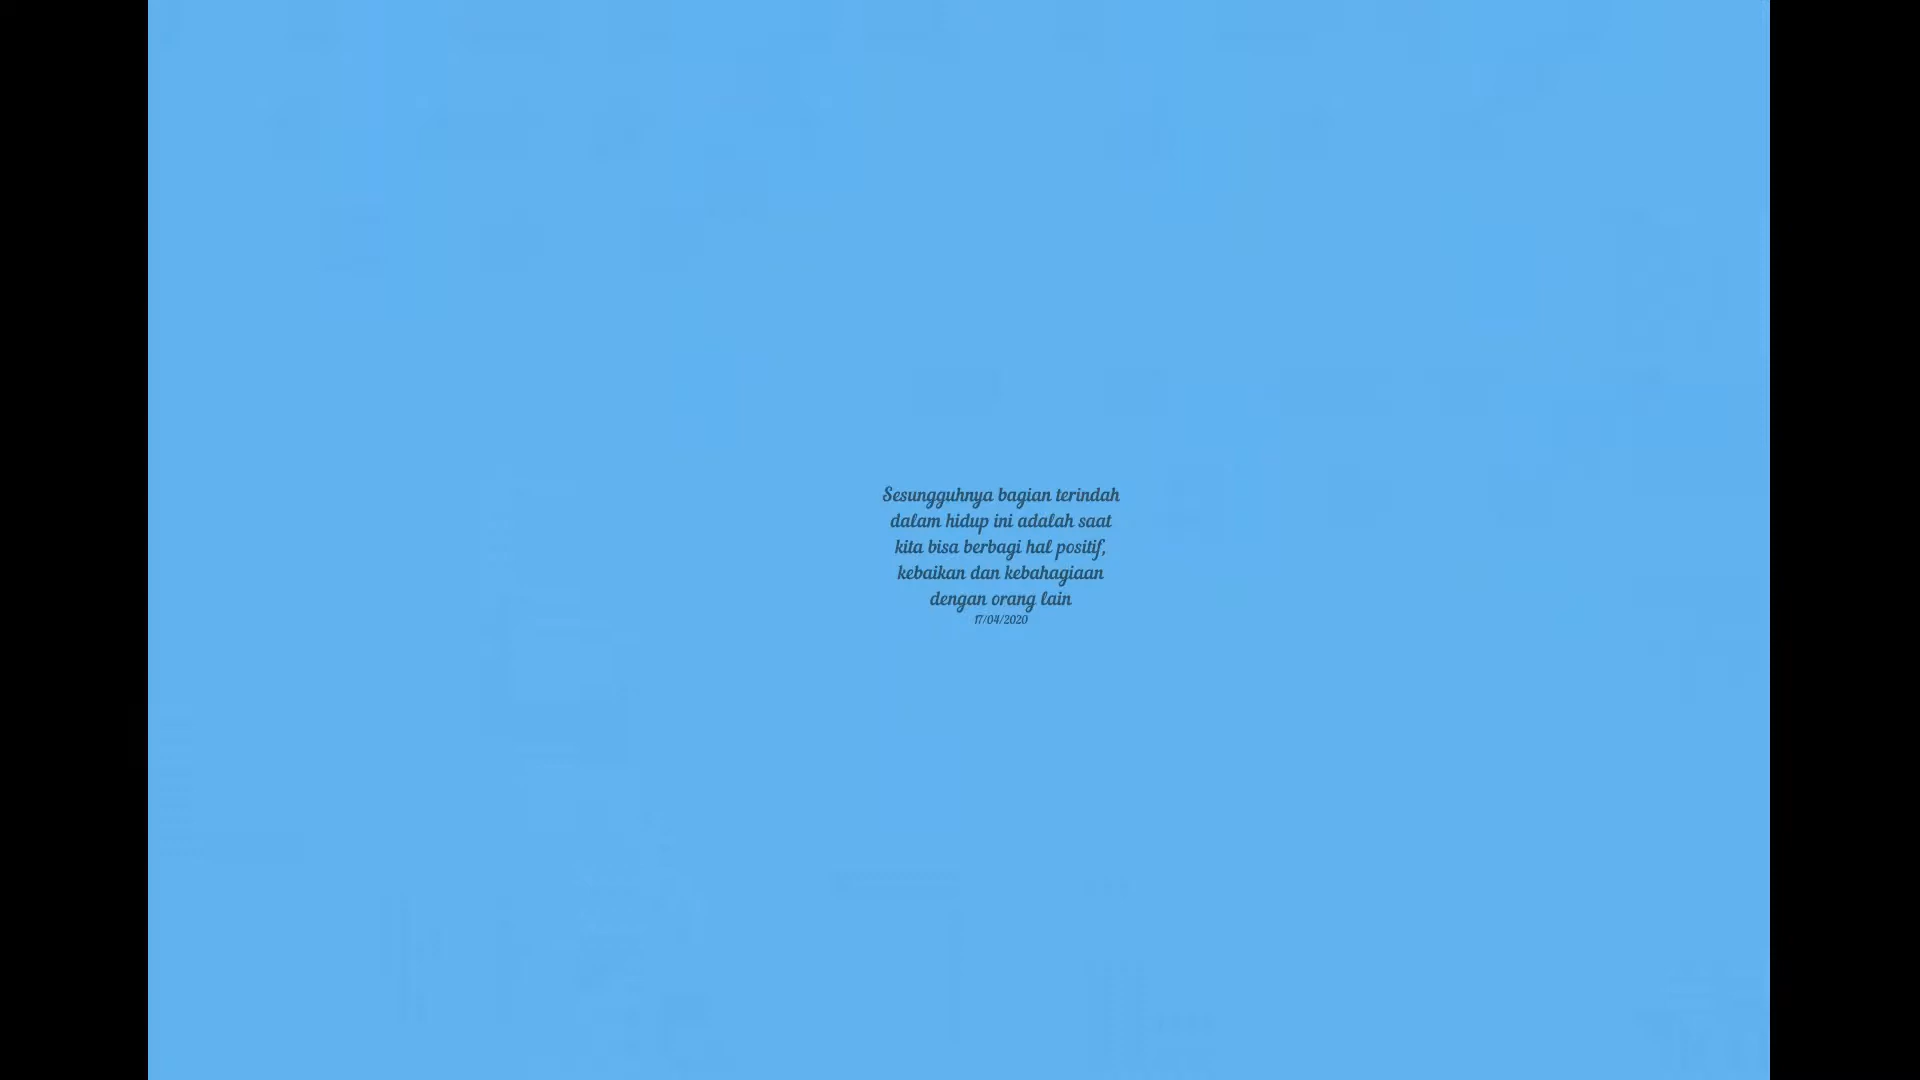 Sesungguhnya bagian terindah
dalam hidup ini adalah saat
kita bisa berbagi hal positif,
kebaikan dan kebahagiaan
dengan orang lain
17/04/2020